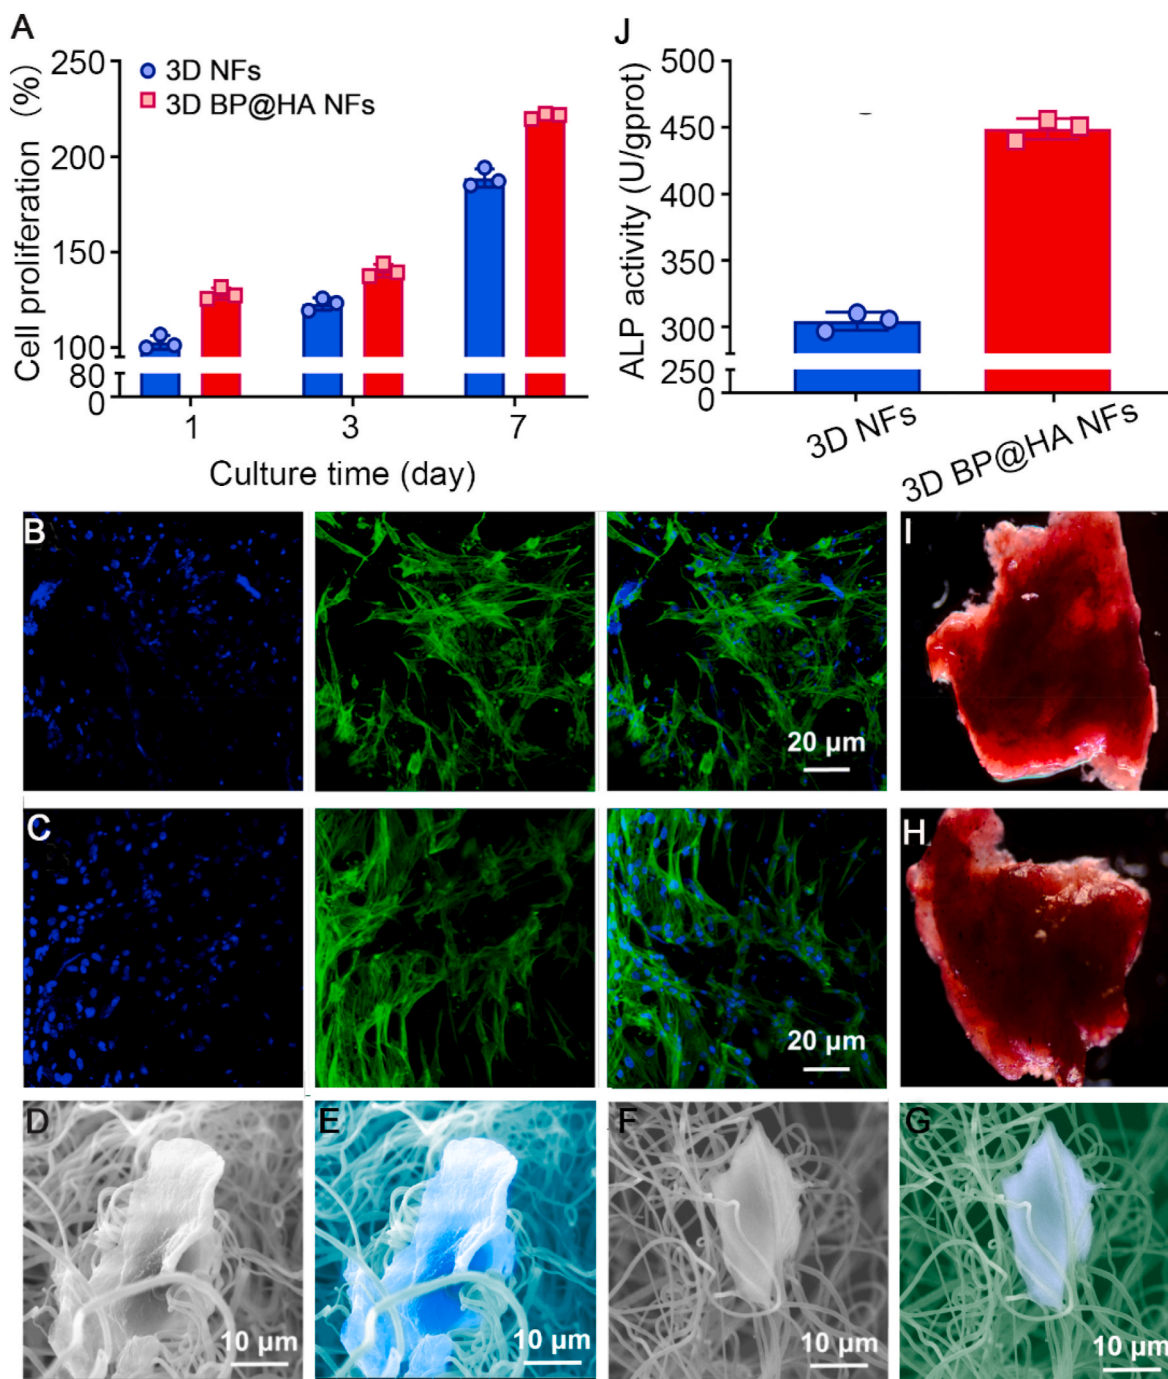 A
250
200
150
100
80
0
Cell proliferation (%)
3D NFs
3D BP@HA NFs
1 3 7
Culture time (day)
J
500
450
400
350
300
250
0
ALP activity (U/gprot)
3D NFs
3D BP@HA NFs
B
20 µm
I
C
20 µm
H
D
10 µm
E
10 µm
F
10 µm
G
10 µm